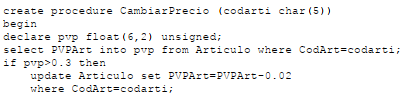 create procedure CambiarPrecio (codarti char(5))
begin
declare pvp float(6,2) unsigned;
select PVPArt into pvp from Articulo where CodArt=codarti;
if pvp>0.3 then
    update Articulo set PVPArt=PVPArt-0.02
    where CodArt=codarti;